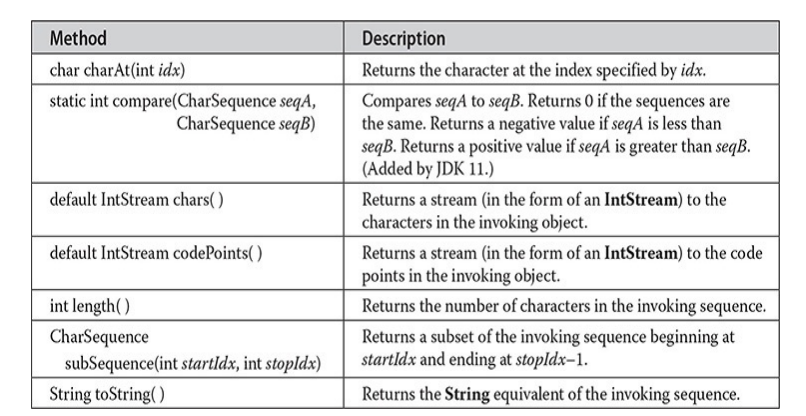 Method Description
char charAt(int idx) Returns the character at the index specified by idx.
static int compare(CharSequence seqA, Compares seqA to seqB. Returns 0 if the sequences are
CharSequence seqB) the same. Returns a negative value if seqA is less than
seqB. Returns a positive value if seqA is greater than seqB.
(Added by JDK 11.)
default IntStream chars( ) Returns a stream (in the form of an IntStream) to the
characters in the invoking object.
default IntStream codePoints( ) Returns a stream (in the form of an IntStream) to the code
points in the invoking object.
int length( ) Returns the number of characters in the invoking sequence.
CharSequence Returns a subset of the invoking sequence beginning at
subSequence(int startIdx, int stopIdx) startIdx and ending at stopIdx–1.
String toString( ) Returns the String equivalent of the invoking sequence.